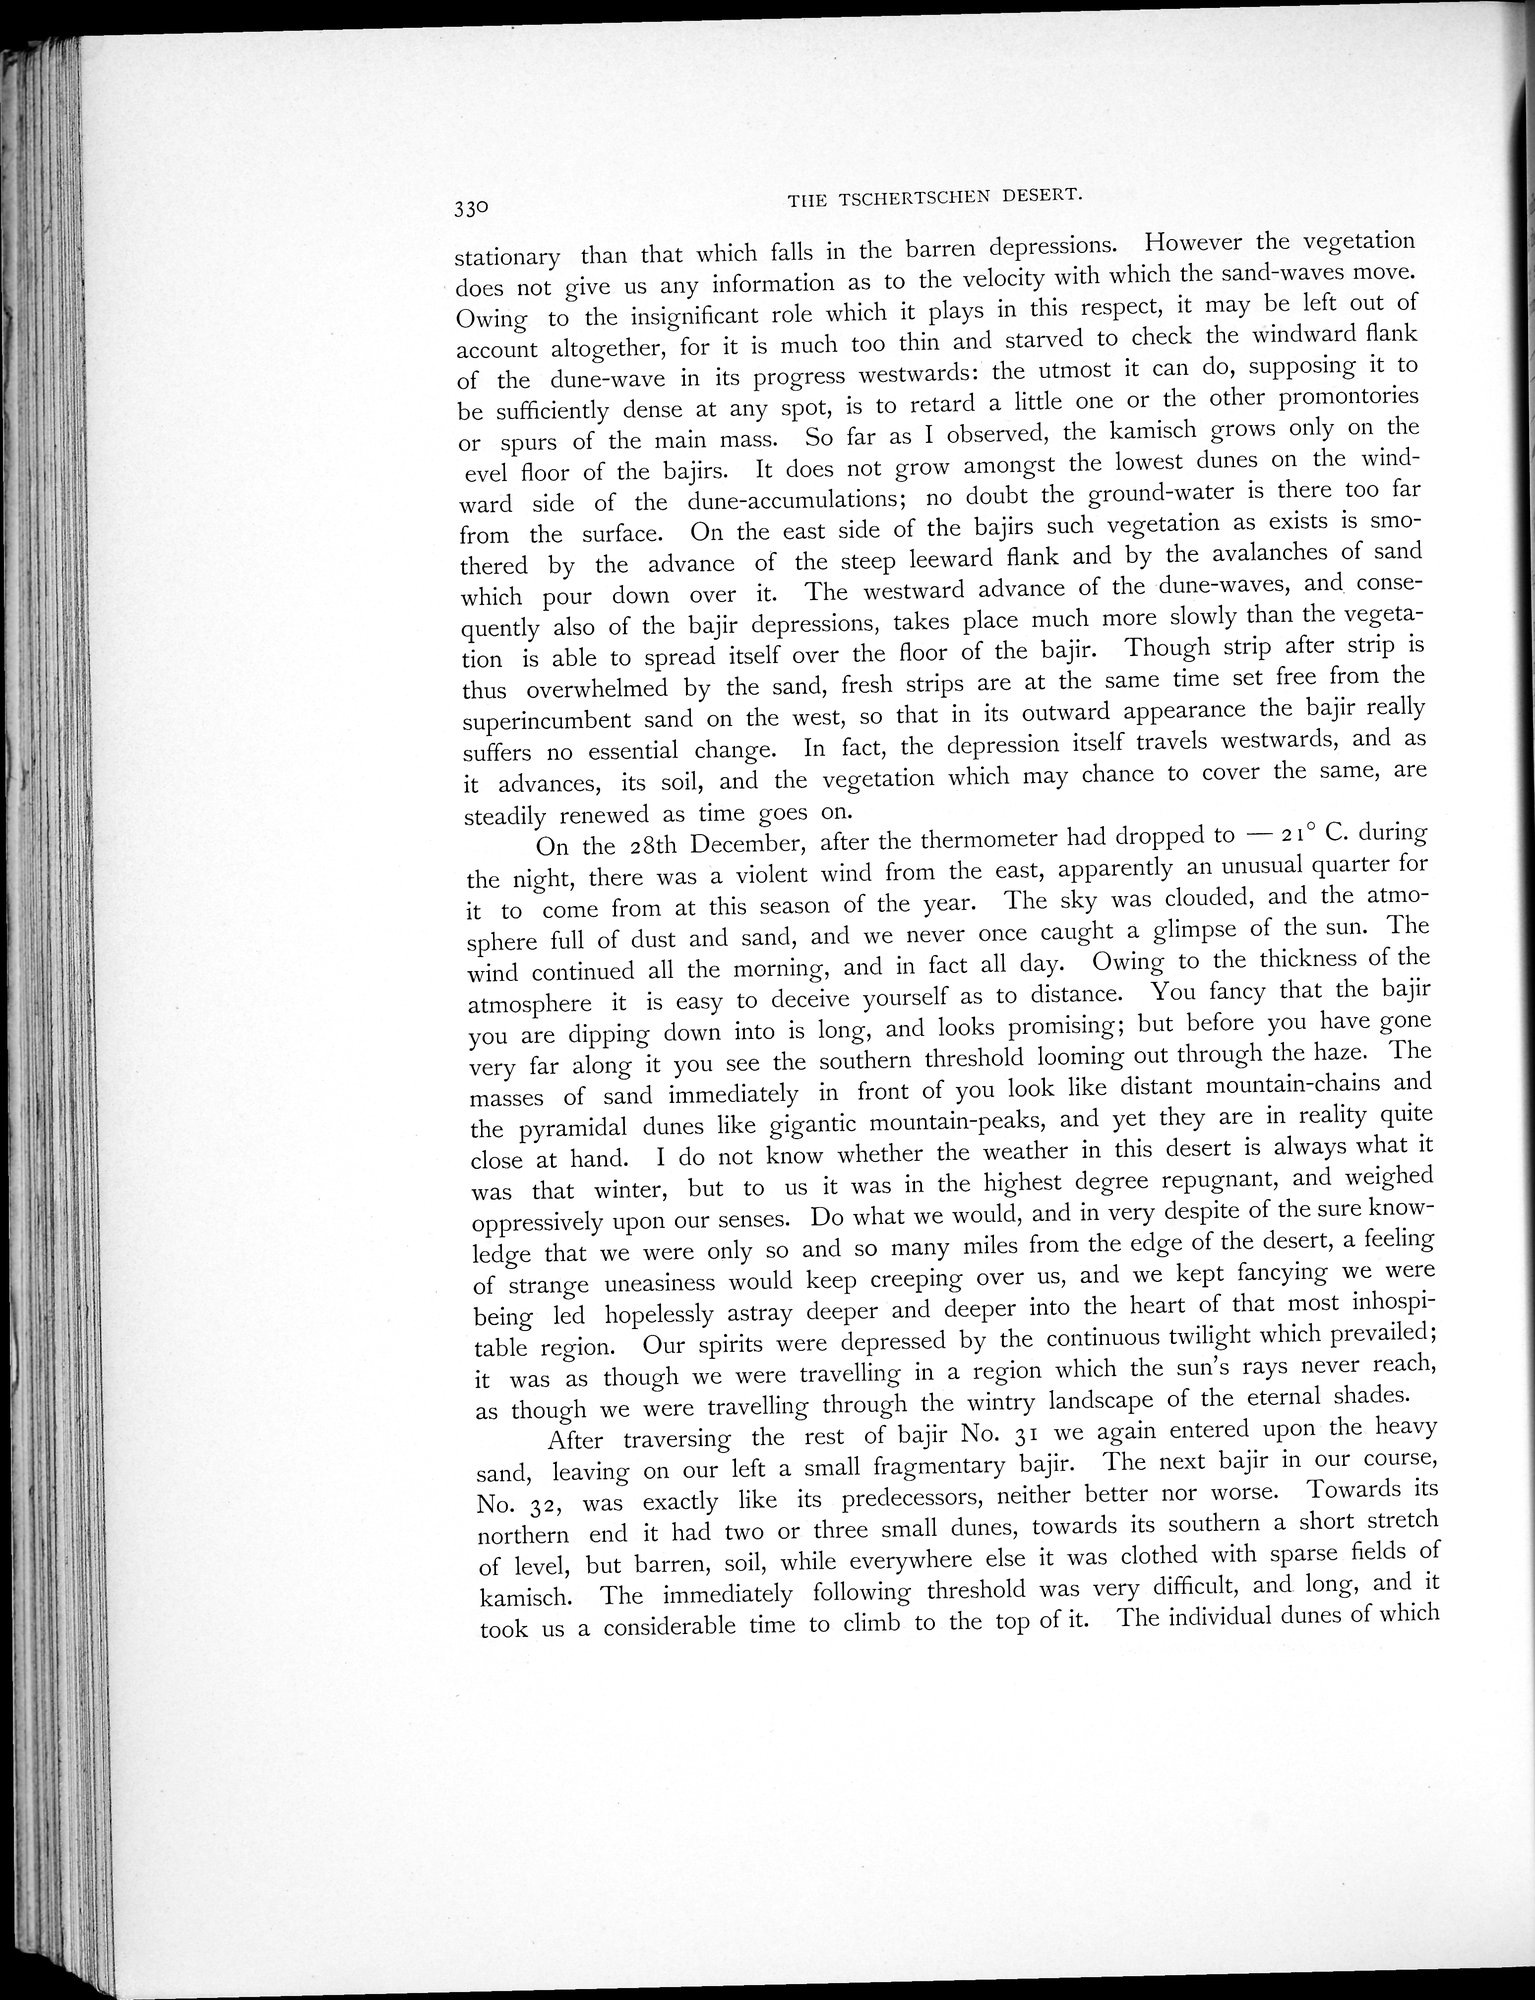 330
THE TSCHERTSCHEN DESERT.
stationary than that which falls in the barren depressions. However the vegetation
does not give us any information as to the velocity with which the sand-waves move.
Owing to the insignificant role which it plays in this respect, it may be left out of
account altogether, for it is much too thin and starved to check the windward flank
of the dune-wave in its progress westwards: the utmost it can do, supposing it to
be sufficiently dense at any spot, is to retard a little one or the other promontories
or spurs of the main mass. So far as I observed, the kamisch grows only on the
evel floor of the bajirs. It does not grow amongst the lowest dunes on the wind-
ward side of the dune-accumulations; no doubt the ground-water is there too far
from the surface. On the east side of the bajirs such vegetation as exists is smo-
thered by the advance of the steep leeward flank and by the avalanches of sand
which pour down over it. The westward advance of the dune-waves, and conse-
quently also of the bajir depressions, takes place much more slowly than the vegeta-
tion is able to spread itself over the floor of the bajir. Though strip after strip is
thus overwhelmed by the sand, fresh strips are at the same time set free from the
superincumbent sand on the west, so that in its outward appearance the bajir really
suffers no essential change. In fact, the depression itself travels westwards, and as
it advances, its soil, and the vegetation which may chance to cover the same, are
steadily renewed as time goes on.
On the 28th December, after the thermometer had dropped to — 21° C. during
the night, there was a violent wind from the east, apparently an unusual quarter for
it to come from at this season of the year. The sky was clouded, and the atmo-
sphere full of dust and sand, and we never once caught a glimpse of the sun. The
wind continued all the morning, and in fact all day. Owing to the thickness of the
atmosphere it is easy to deceive yourself as to distance. You fancy that the bajir
you are dipping down into is long, and looks promising; but before you have gone
very far along it you see the southern threshold looming out through the haze. The
masses of sand immediately in front of you look like distant mountain-chains and
the pyramidal dunes like gigantic mountain-peaks, and yet they are in reality quite
close at hand. I do not know whether the weather in this desert is always what it
was that winter, but to us it was in the highest degree repugnant, and weighed
oppressively upon our senses. Do what we would, and in very despite of the sure know-
ledge that we were only so and so many miles from the edge of the desert, a feeling
of strange uneasiness would keep creeping over us, and we kept fancying we were
being led hopelessly astray deeper and deeper into the heart of that most inhospi-
table region. Our spirits were depressed by the continuous twilight which prevailed;
it was as though we were travelling in a region which the sun's rays never reach,
as though we were travelling through the wintry landscape of the eternal shades.
After traversing the rest of bajir No. 31 we again entered upon the heavy
sand, leaving on our left a small fragmentary bajir. The next bajir in our course,
No. 32, was exactly like its predecessors, neither better nor worse. Towards its
northern end it had two or three small dunes, towards its southern a short stretch
of level, but barren, soil, while everywhere else it was clothed with sparse fields of
kamisch. The immediately following threshold was very difficult, and long, and it
took us a considerable time to climb to the top of it. The individual dunes of which